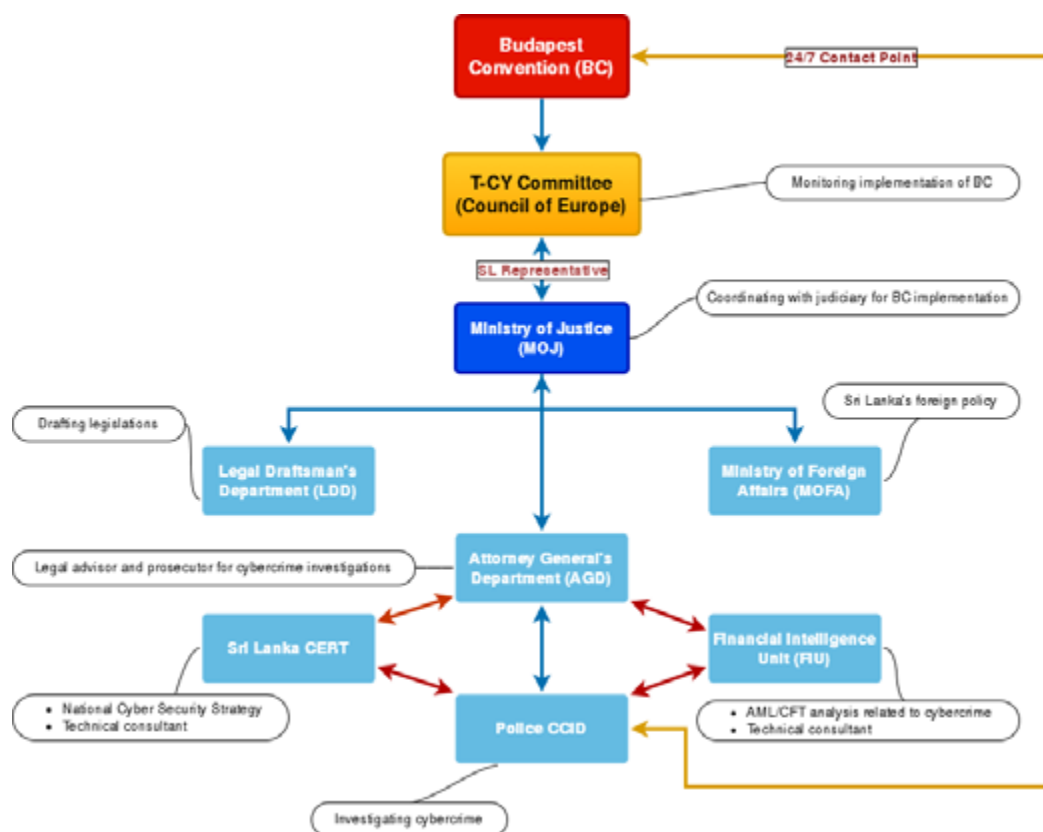 Budapest
Convention (BC)
24/7 Contact Point
T-CY Committee
(Council of Europe)
Monitoring implementation of BC
SL Representative
Ministry of Justice
(MOJ)
Coordinating with judiciary for BC implementation
Drafting legislations
Sri Lanka's foreign policy
Legal Draftsman's
Department (LDD)
Ministry of Foreign
Affairs (MOFA)
Legal advisor and prosecutor for cybercrime investigations
Attorney General's
Department (AGD)
Sri Lanka CERT
Financial Intelligence
Unit (FIU)
• National Cyber Security Strategy
• Technical consultant
Police CCID
• AML/CFT analysis related to cybercrime
• Technical consultant
Investigating cybercrime